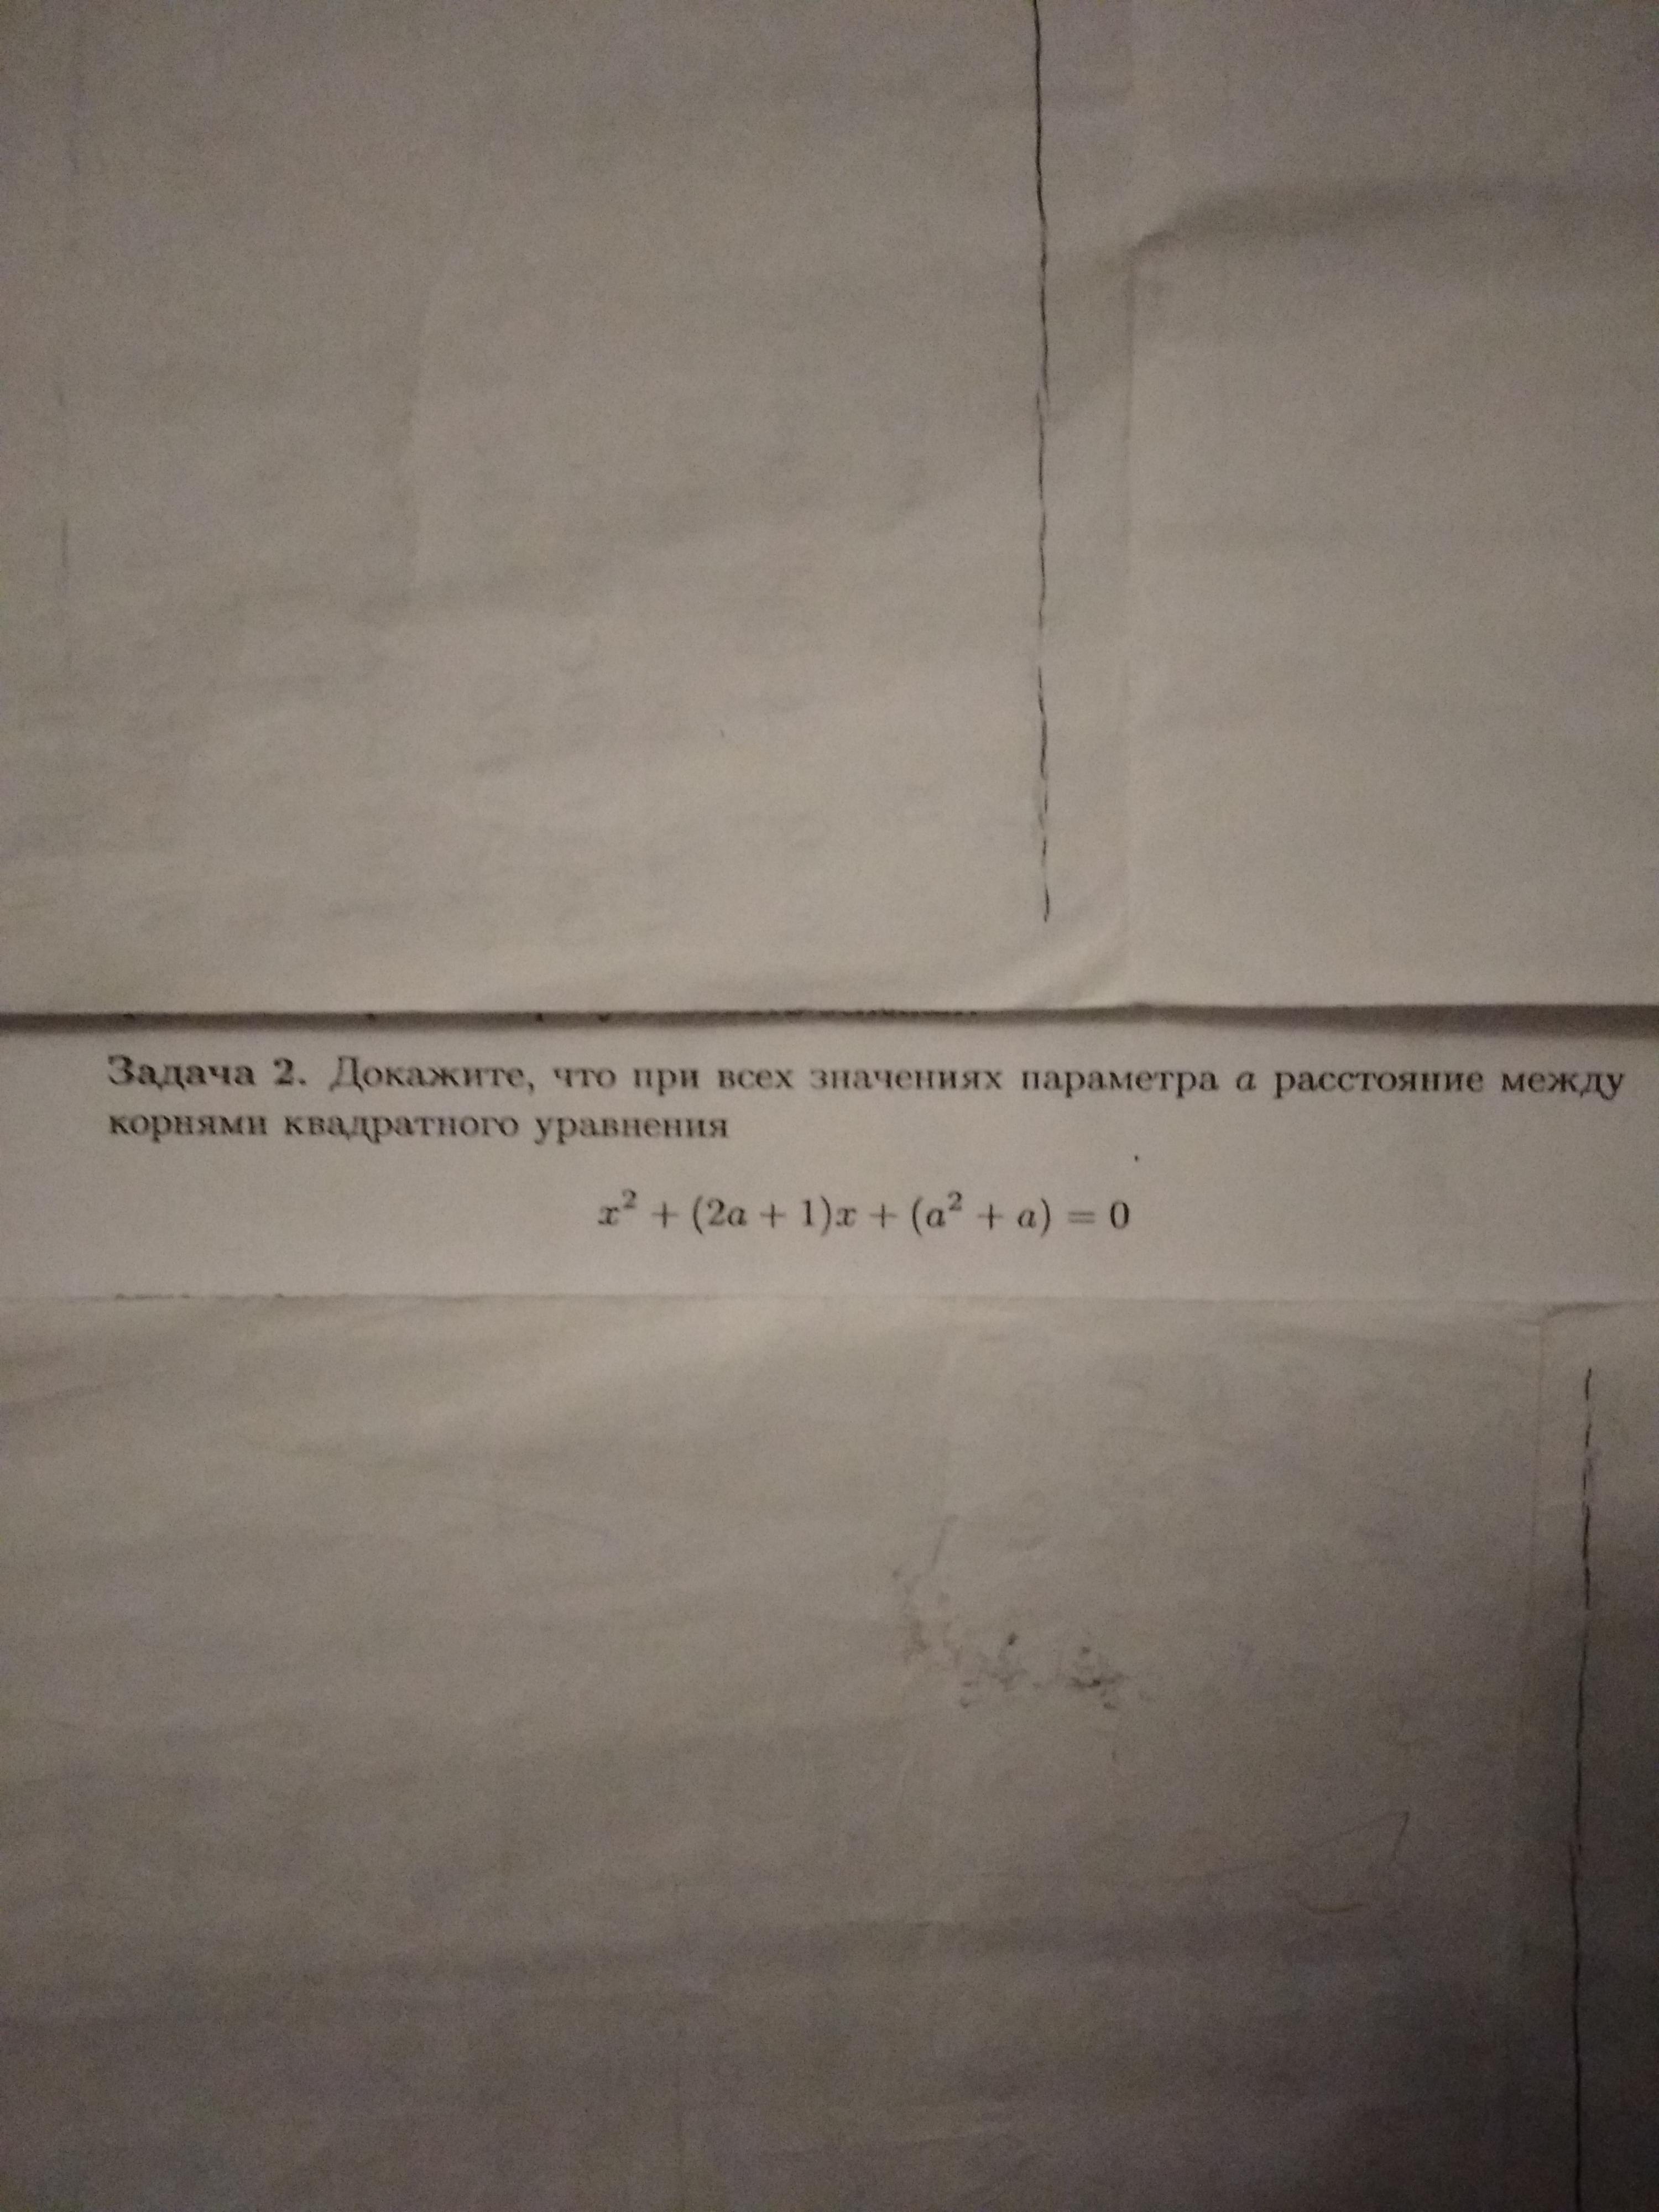 Задача 2. Докажите, что при всех значениях параметра a расстояние между
корнями квадратного уравнения
x² + (2a + 1)x + (a² + a) = 0